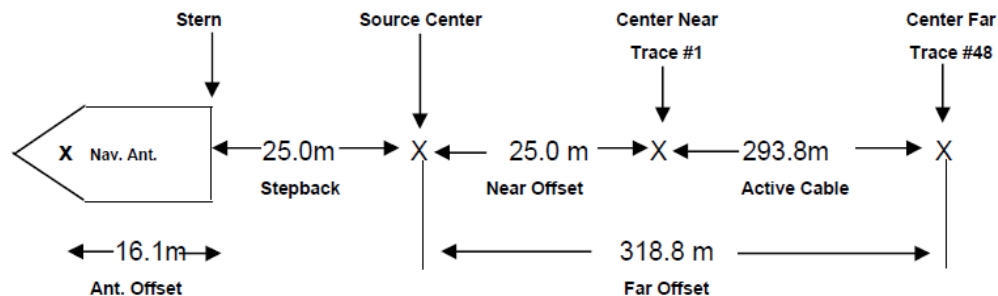 Stern
Source Center
Center Near
Trace #1
Center Far
Trace #48
X Nav. Ant.
25.0m
X
25.0 m
X
293.8m
X
Stepback
Near Offset
Active Cable
16.1m
318.8 m
Ant. Offset
Far Offset